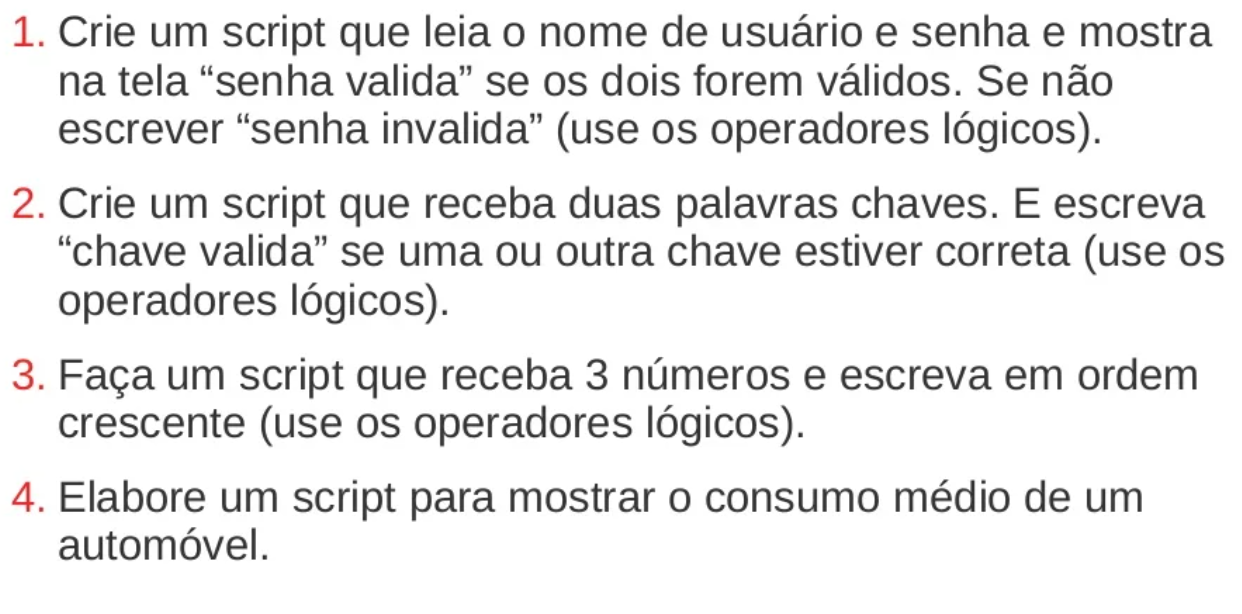 1. Crie um script que leia o nome de usuário e senha e mostra
na tela “senha valida” se os dois forem válidos. Se não
escrever “senha invalida” (use os operadores lógicos).
2. Crie um script que receba duas palavras chaves. E escreva
“chave valida” se uma ou outra chave estiver correta (use os
operadores lógicos).
3. Faça um script que receba 3 números e escreva em ordem
crescente (use os operadores lógicos).
4. Elabore um script para mostrar o consumo médio de um
automóvel.